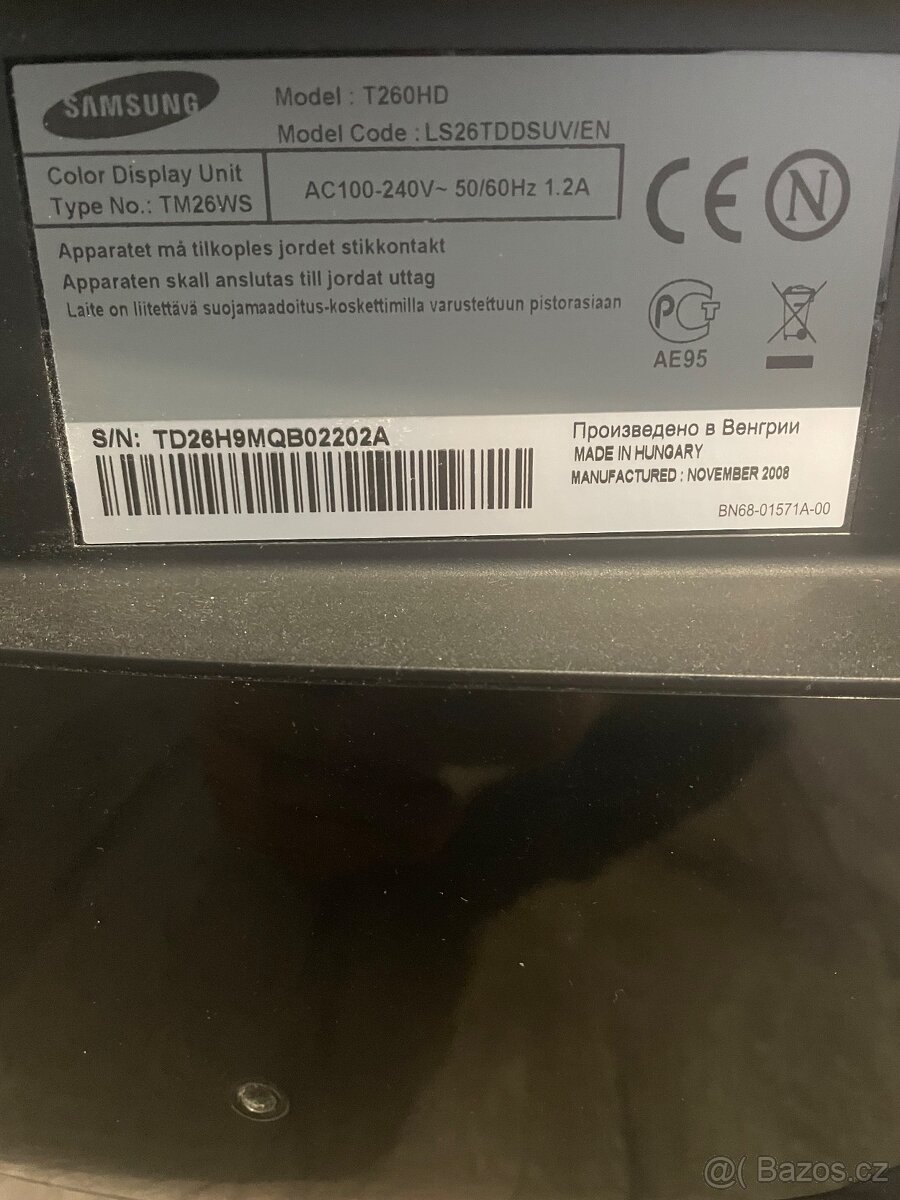 SAMSUNG
Model : T260HD
Model Code : LS26TDDSUV/EN
Color Display Unit
Type No.: TM26WS
AC100-240V~ 50/60Hz 1.2A
CE
N
Apparatet må tilkoples jordet stikkontakt
Apparaten skall anslutas till jordat uttag
Laite on liitettävä suojamaadoitus-koskettimilla varustettuun pistorasiaan
PCT
AE95
S/N: TD26H9MQB02202A
Произведено в Венгрии
MADE IN HUNGARY
MANUFACTURED : NOVEMBER 2008
BN68-01571A-00
@( Bazos.cz